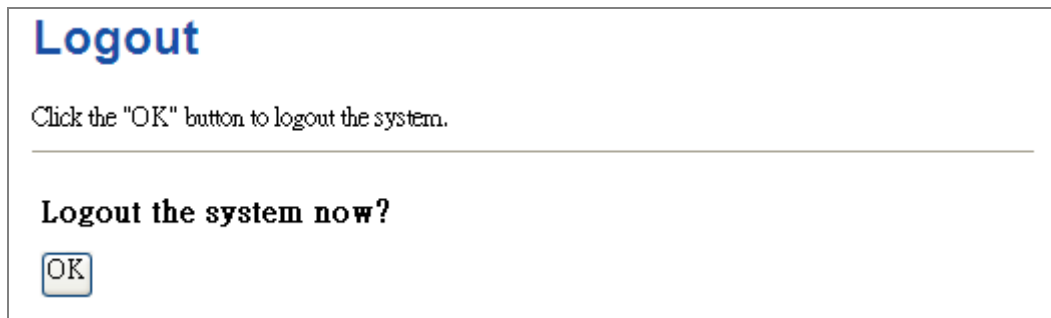 Logout
Click the "OK" button to logout the system.
Logout the system now?
OK